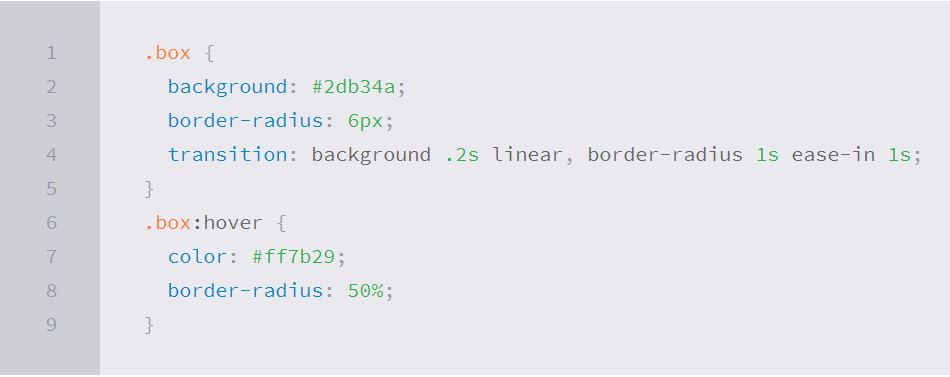 1 .box {
2 background: #2db34a;
3 border-radius: 6px;
4 transition: background .2s linear, border-radius 1s ease-in 1s;
5 }
6 .box:hover {
7 color: #ff7b29;
8 border-radius: 50%;
9 }